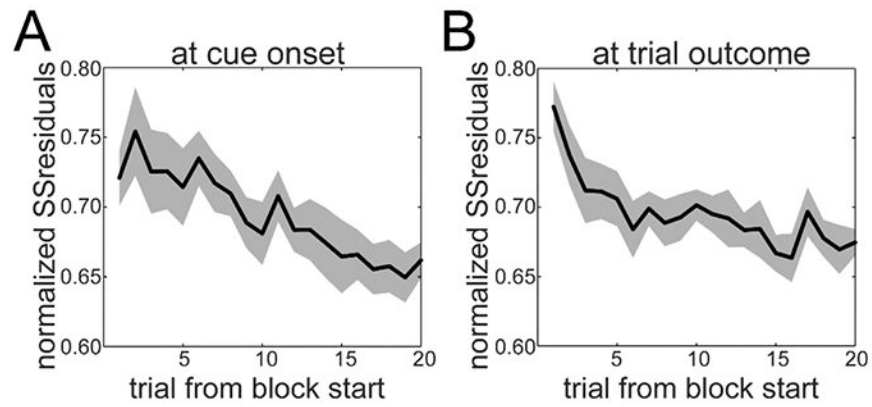 A
at cue onset
normalized SSresiduals
0.80
0.75
0.70
0.65
0.60
5 10 15 20
trial from block start
B
at trial outcome
normalized SSresiduals
0.80
0.75
0.70
0.65
0.60
5 10 15 20
trial from block start